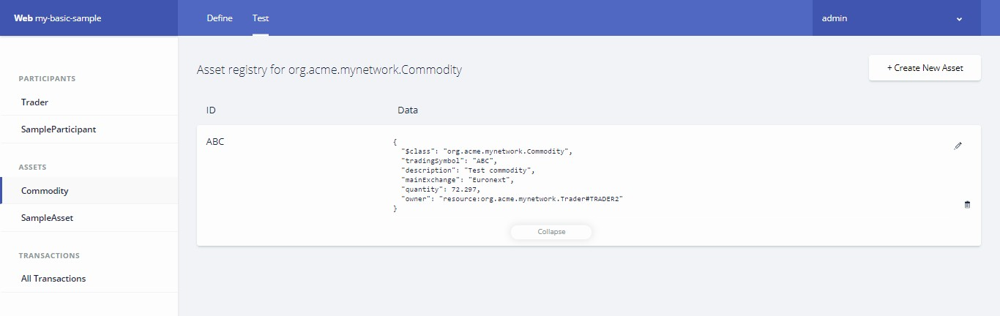 Web my-basic-sample
Define
Test
admin
PARTICIPANTS
Trader
SampleParticipant
ASSETS
Commodity
SampleAsset
TRANSACTIONS
All Transactions
Asset registry for org.acme.mynetwork.Commodity
+ Create New Asset
ID
Data
ABC
{
"$class": "org.acme.mynetwork.Commodity",
"tradingSymbol": "ABC",
"description": "Test commodity",
"mainExchange": "Euronext",
"quantity": 72.297,
"owner": "resource:org.acme.mynetwork.Trader#TRADER2"
}
Collapse